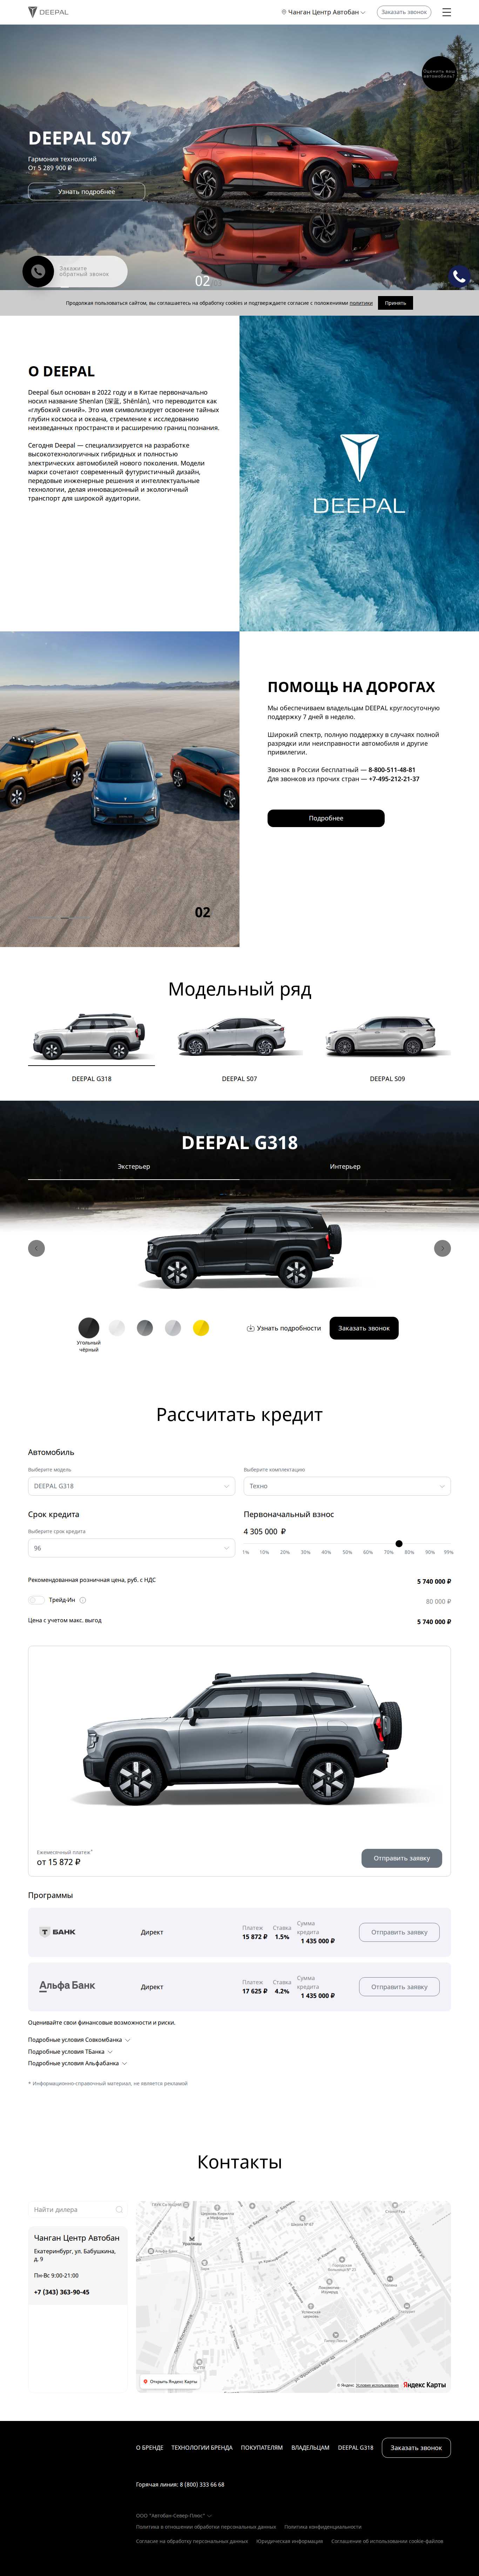 DEEPAL
Чанган Центр Автобан
Заказать звонок
Оценить ваш
автомобиль?
DEEPAL S07
Гармония технологий
От 5 289 900 ₽
Узнать подробнее
Закажите
обратный звонок
02/03
Продолжая пользоваться сайтом, вы соглашаетесь на обработку cookies и подтверждаете согласие с положениями политики
Принять
О DEEPAL
Deepal был основан в 2022 году и в Китае первоначально
носил название Shenlan (深蓝, Shēnlán), что переводится как
«глубокий синий». Это имя символизирует освоение тайных
глубин космоса и океана, стремление к исследованию
неизведанных пространств и расширению границ познания.
Сегодня Deepal — специализируется на разработке
высокотехнологичных гибридных и полностью
электрических автомобилей нового поколения. Модели
марки сочетают современный футуристичный дизайн,
передовые инженерные решения и интеллектуальные
технологии, делая инновационный и экологичный
транспорт для широкой аудитории.
DEEPAL
ПОМОЩЬ НА ДОРОГАХ
Мы обеспечиваем владельцам DEEPAL круглосуточную
поддержку 7 дней в неделю.
Широкий спектр, полную поддержку в случаях полной
разрядки или неисправности автомобиля и другие
привилегии.
Звонок в России бесплатный — 8-800-511-48-81
Для звонков из прочих стран — +7-495-212-21-37
Подробнее
02
Модельный ряд
DEEPAL G318
DEEPAL S07
DEEPAL S09
DEEPAL G318
Экстерьер
Интерьер
Угольный
чёрный
Узнать подробности
Заказать звонок
Рассчитать кредит
Автомобиль
Выберите модель
Выберите комплектацию
DEEPAL G318
Техно
Срок кредита
Первоначальный взнос
Выберите срок кредита
4 305 000 ₽
96
1% 10% 20% 30% 40% 50% 60% 70% 80% 90% 99%
Рекомендованная розничная цена, руб. с НДС
5 740 000 ₽
Трейд-Ин
80 000 ₽
Цена с учетом макс. выгод
5 740 000 ₽
Ежемесячный платеж*
от 15 872 ₽
Отправить заявку
Программы
Т БАНК
Директ
Платеж
15 872 ₽
Ставка
1.5%
Сумма
кредита
1 435 000 ₽
Отправить заявку
Альфа Банк
Директ
Платеж
17 625 ₽
Ставка
4.2%
Сумма
кредита
1 435 000 ₽
Отправить заявку
Оценивайте свои финансовые возможности и риски.
Подробные условия Совкомбанка
Подробные условия ТБанка
Подробные условия Альфабанка
* Информационно-справочный материал, не является рекламой
Контакты
Найти дилера
Чанган Центр Автобан
Екатеринбург, ул. Бабушкина,
д. 9
Пн-Вс 9:00-21:00
+7 (343) 363-90-45
Открыть Яндекс Карты
© Яндекс Условия использования
Яндекс Карты
О БРЕНДЕ
ТЕХНОЛОГИИ БРЕНДА
ПОКУПАТЕЛЯМ
ВЛАДЕЛЬЦАМ
DEEPAL G318
Заказать звонок
Горячая линия: 8 (800) 333 66 68
ООО "Автобан-Север-Плюс"
Политика в отношении обработки персональных данных
Политика конфиденциальности
Согласие на обработку персональных данных
Юридическая информация
Соглашение об использовании cookie-файлов